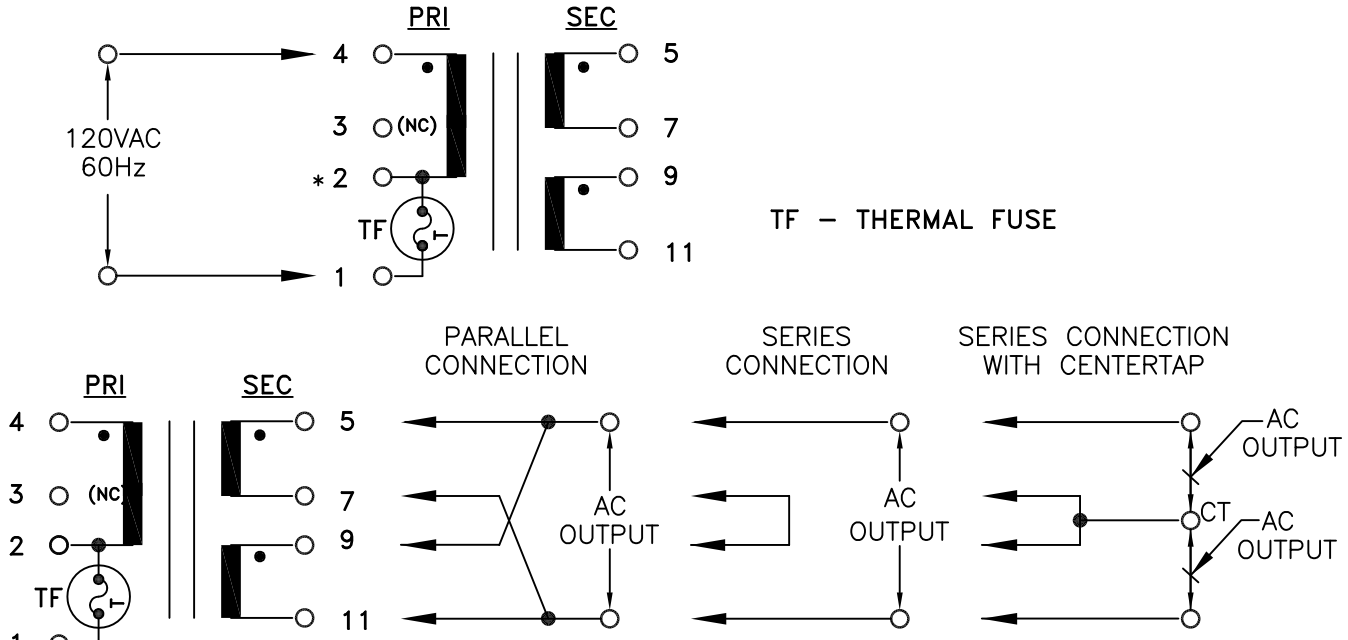 PRI SEC
4 5
120VAC
60Hz
3 (NC) 7
* 2 9
TF
TF – THERMAL FUSE
1 11
PARALLEL
CONNECTION
SERIES
CONNECTION
SERIES CONNECTION
WITH CENTERTAP
PRI SEC
4 5
3 (NC) 7
2 9
TF
1 11
AC
OUTPUT
AC
OUTPUT
AC
OUTPUT
CT
AC
OUTPUT